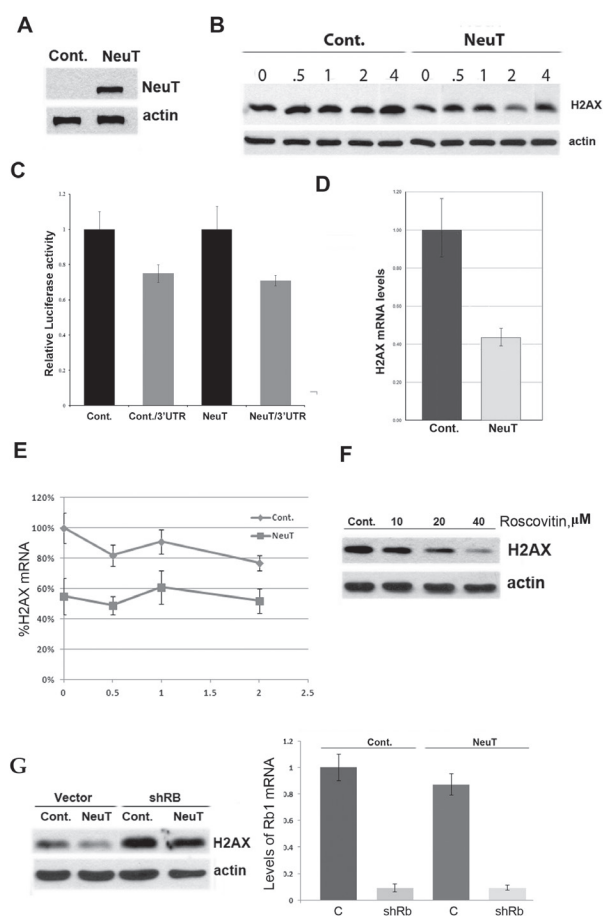 A
Cont. NeuT
NeuT
actin
B
Cont. NeuT
0 .5 1 2 4 0 .5 1 2 4
H2AX
actin
C
Relative Luciferase activity
1.2
1
0.8
0.6
0.4
0.2
0
Cont. Cont./3'UTR NeuT NeuT/3'UTR
D
H2AX mRNA levels
1.20
1.00
0.80
0.60
0.40
0.20
0.00
Cont. NeuT
E
%H2AX mRNA
120%
100%
80%
60%
40%
20%
0%
0 0.5 1 1.5 2 2.5
Cont.
NeuT
F
Cont. 10 20 40 Roscovitin,μM
H2AX
actin
G
Vector shRB
Cont. NeuT Cont. NeuT
H2AX
actin
Levels of Rb1 mRNA
1.2
1
0.8
0.6
0.4
0.2
0
Cont. NeuT
C shRb C shRb